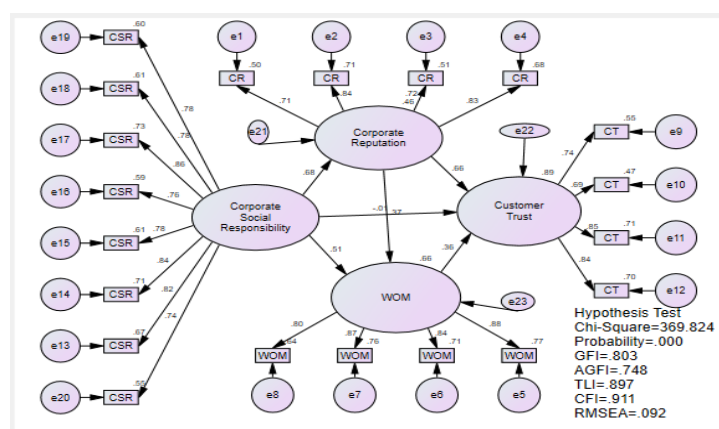 e19
CSR
.60
e18
CSR
.61
e17
CSR
.73
e16
CSR
.59
e15
CSR
.61
e14
CSR
.71
e13
CSR
.67
e20
CSR
.55
.78
.78
.86
.76
.78
.84
.82
.74
e1
e2
e3
e4
.50
CR
.71
CR
.51
CR
.68
CR
.71
.84
.72
.83
.46
e21
Corporate
Reputation
e22
.68
.66
Corporate
Social
Responsibility
-.01
.37
.51
.36
.89
Customer
Trust
.74
.69
.85
.84
.55
CT
e9
.47
CT
e10
.71
CT
e11
.70
CT
e12
.66
WOM
e23
.80
.87
.84
.88
.64
WOM
.76
WOM
.71
WOM
.77
WOM
e8
e7
e6
e5
Hypothesis Test
Chi-Square=369.824
Probability=.000
GFI=.803
AGFI=.748
TLI=.897
CFI=.911
RMSEA=.092